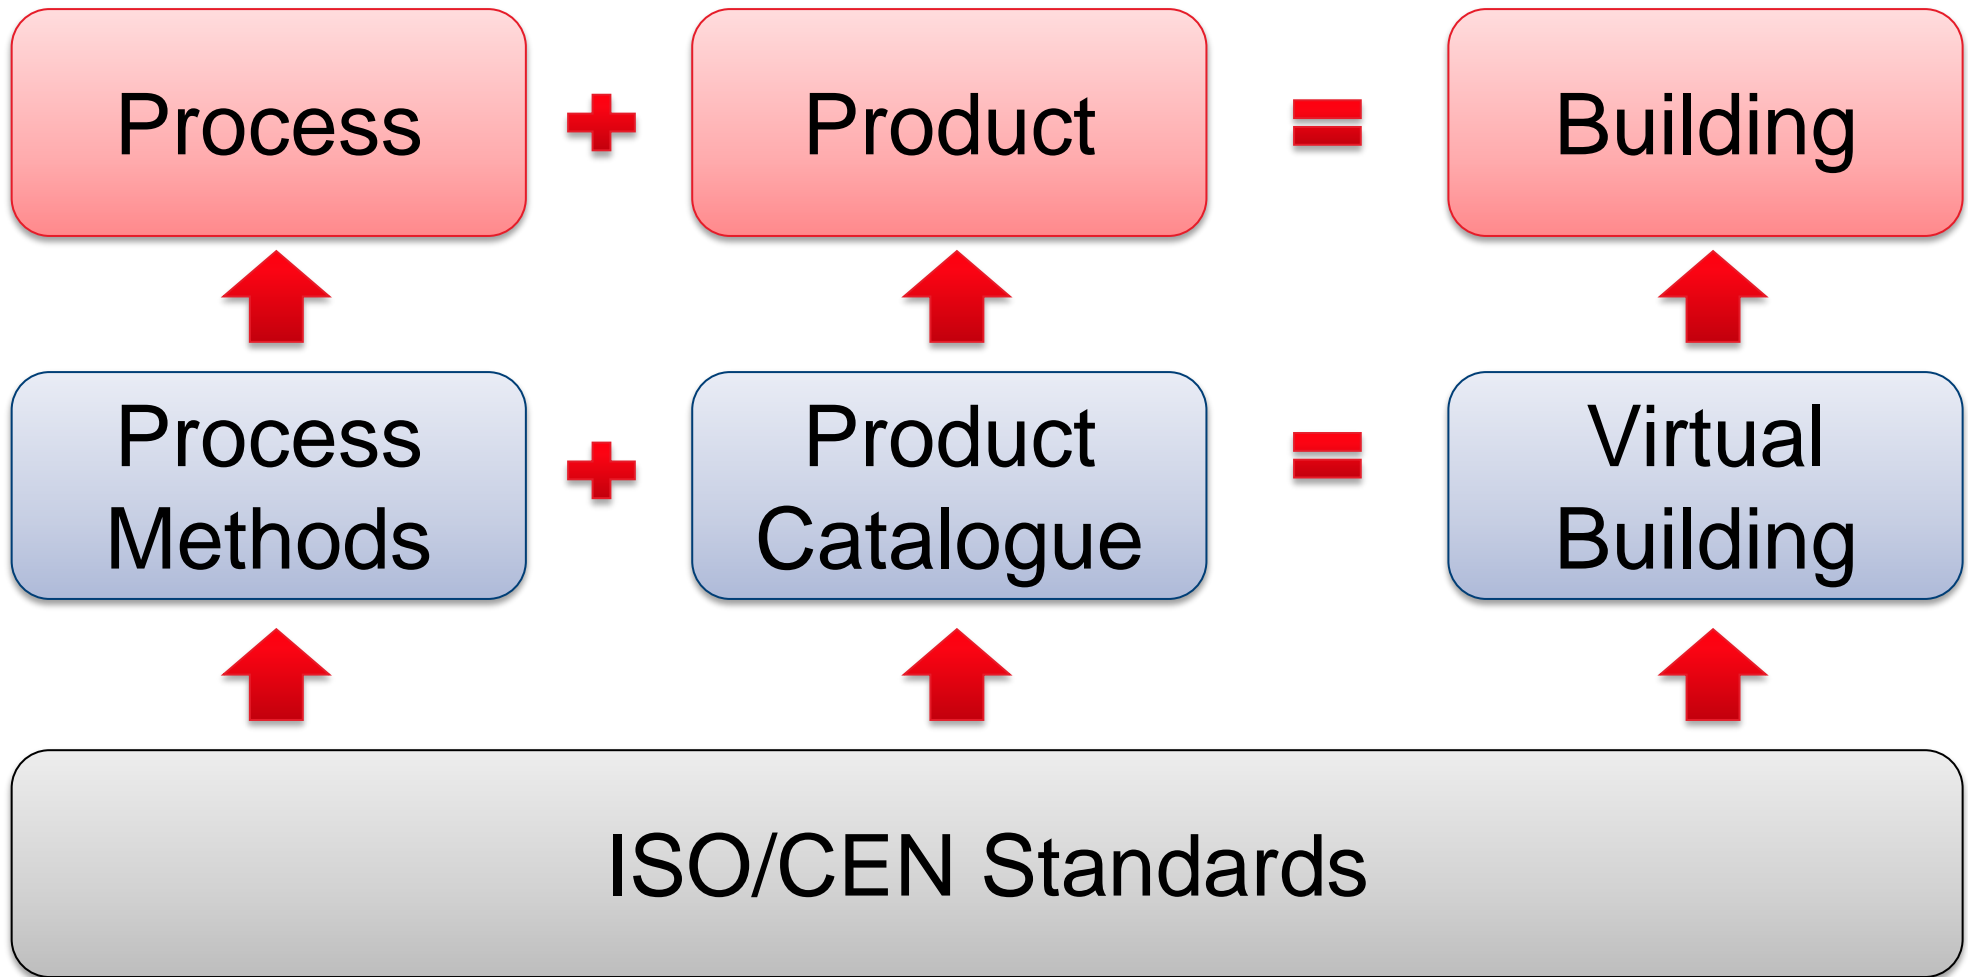 Process
Product
Building
Process
Methods
Product
Catalogue
Virtual
Building
ISO/CEN Standards